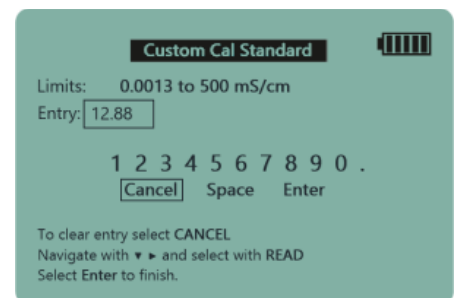 Custom Cal Standard
Limits: 0.0013 to 500 mS/cm
Entry: 12.88
1 2 3 4 5 6 7 8 9 0 .
Cancel Space Enter
To clear entry select CANCEL
Navigate with ▼ ► and select with READ
Select Enter to finish.